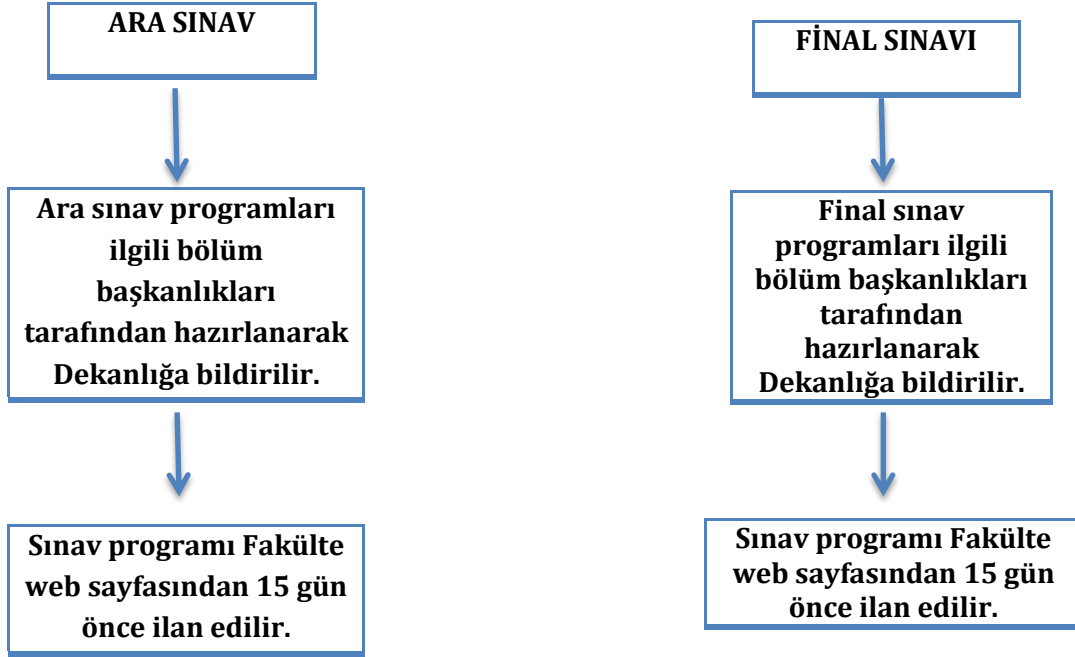 ARA SINAV
Ara sınav programları
ilgili bölüm
başkanlıkları
tarafından hazırlanarak
Dekanlığa bildirilir.
Sınav programı Fakülte
web sayfasından 15 gün
önce ilan edilir.
FİNAL SINAVI
Final sınav
programları ilgili
bölüm başkanlıkları
tarafından
hazırlanarak
Dekanlığa bildirilir.
Sınav programı Fakülte
web sayfasından 15 gün
önce ilan edilir.